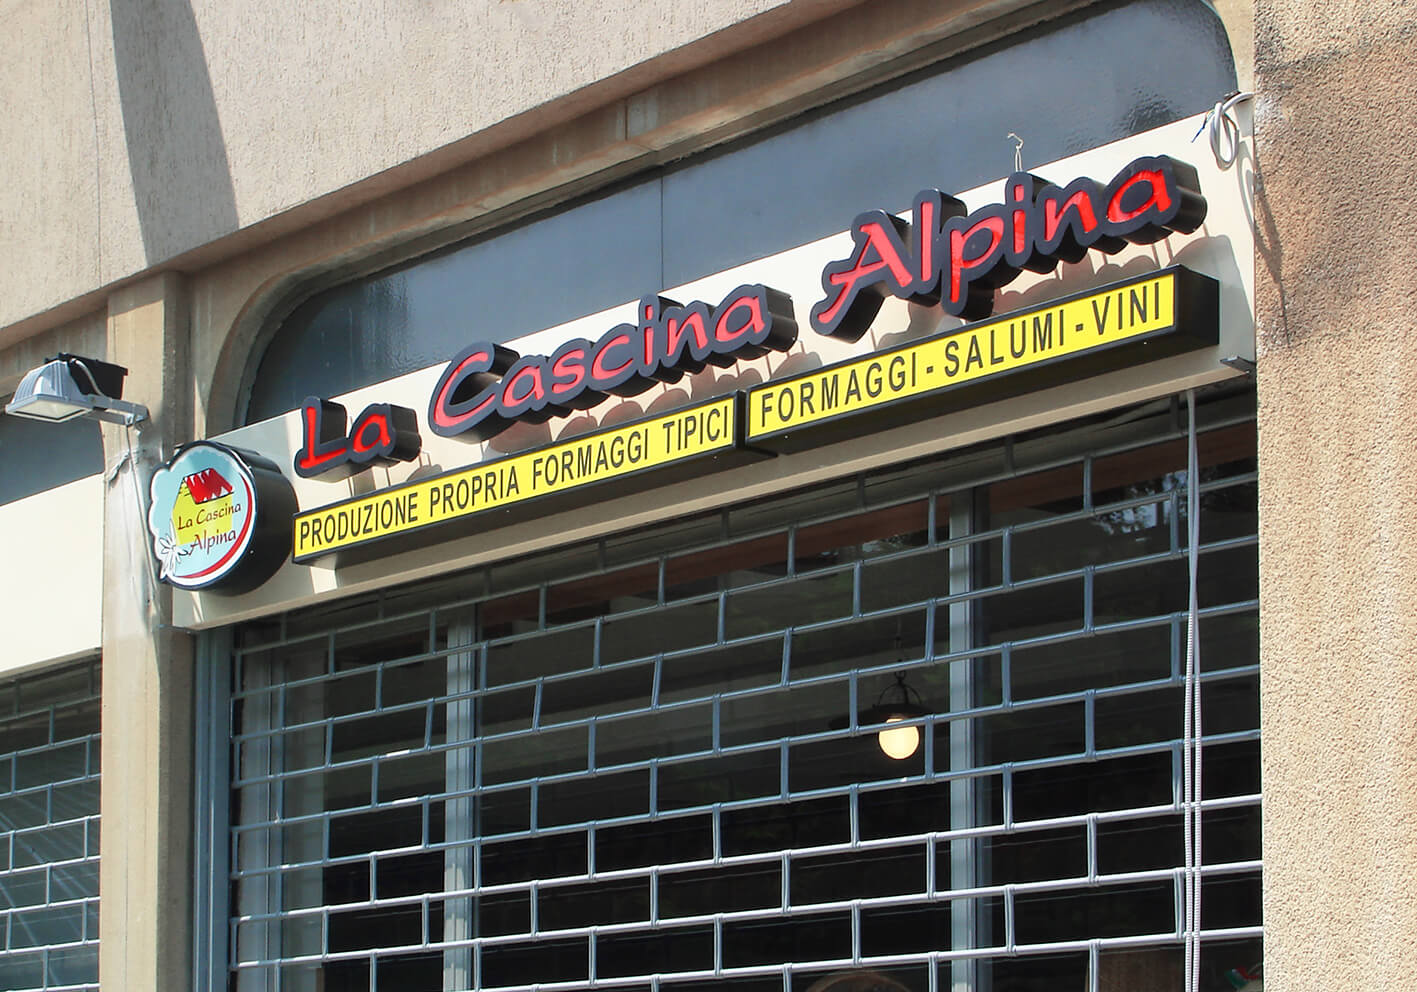 La Cascina Alpina
PRODUZIONE PROPRIA FORMAGGI TIPICI
FORMAGGI - SALUMI - VINI
La Cascina
Alpina